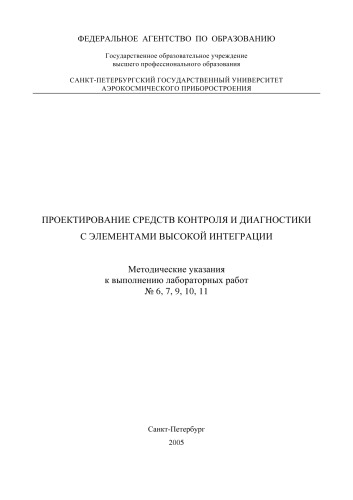 ФЕДЕРАЛЬНОЕ АГЕНТСТВО ПО ОБРАЗОВАНИЮ
Государственное образовательное учреждение
высшего профессионального образования
САНКТ-ПЕТЕРБУРГСКИЙ ГОСУДАРСТВЕННЫЙ УНИВЕРСИТЕТ
АЭРОКОСМИЧЕСКОГО ПРИБОРОСТРОЕНИЯ
ПРОЕКТИРОВАНИЕ СРЕДСТВ КОНТРОЛЯ И ДИАГНОСТИКИ
С ЭЛЕМЕНТАМИ ВЫСОКОЙ ИНТЕГРАЦИИ
Методические указания
к выполнению лабораторных работ
№ 6, 7, 9, 10, 11
Санкт-Петербург
2005